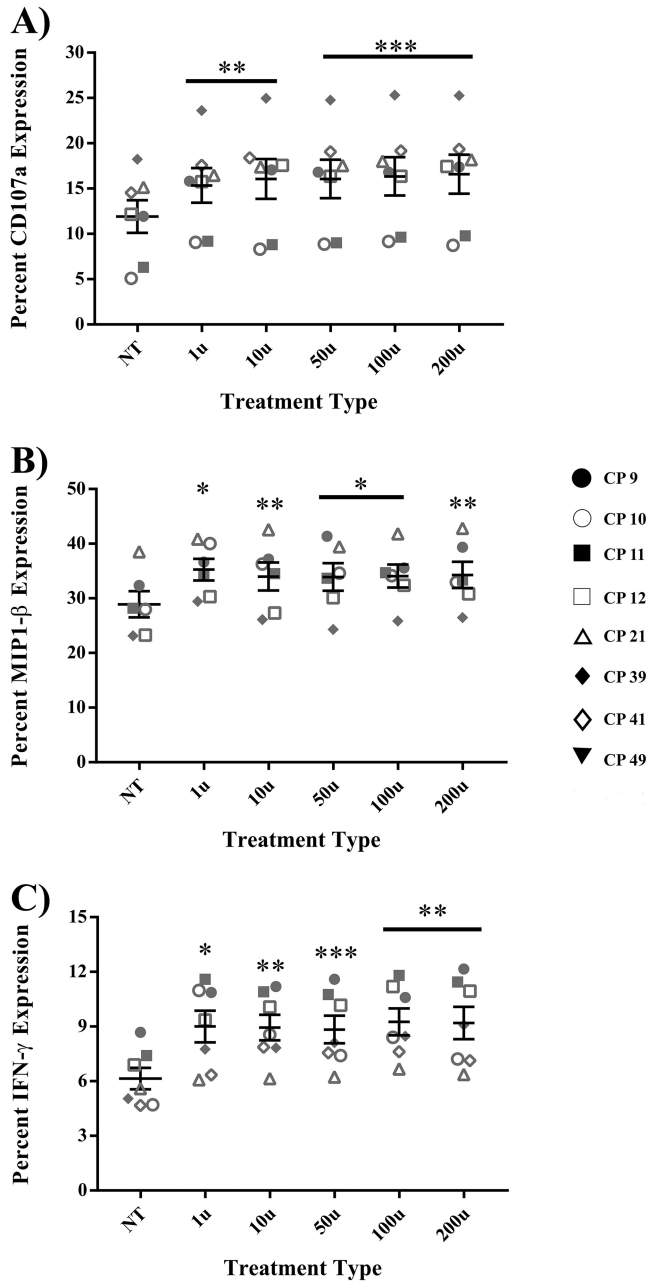 A)
Percent CD107a Expression
30
25
20
15
10
5
0
**
***
NT
1u
10u
50u
100u
200u
Treatment Type
B)
Percent MIP1-β Expression
50
40
30
20
10
0
*
**
*
**
NT
1u
10u
50u
100u
200u
Treatment Type
CP 9
CP 10
CP 11
CP 12
CP 21
CP 39
CP 41
CP 49
C)
Percent IFN-γ Expression
15
12
9
6
3
0
*
**
***
**
NT
1u
10u
50u
100u
200u
Treatment Type